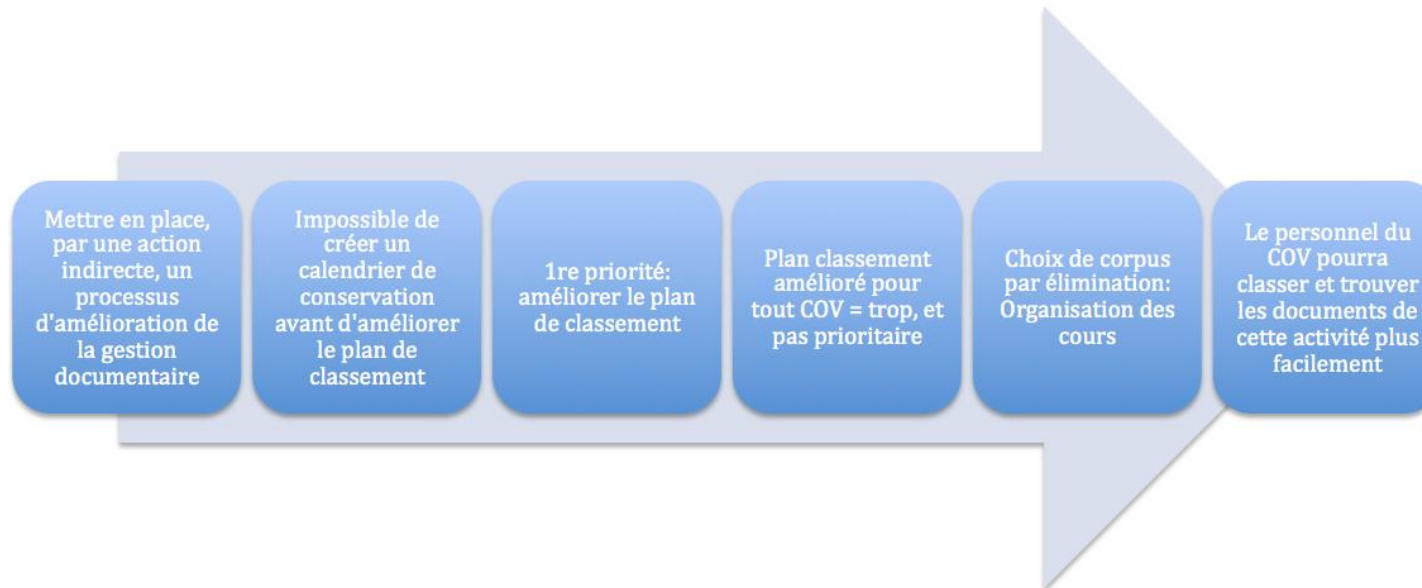 Mettre en place,
par une action
indirecte, un
processus
d'amélioration de
la gestion
documentaire
Impossible de
créer un
calendrier de
conservation
avant d'améliorer
le plan de
classement
1re priorité:
améliorer le plan
de classement
Plan classement
amélioré pour
tout COV = trop, et
pas prioritaire
Choix de corpus
par élimination:
Organisation des
cours
Le personnel du
COV pourra
classer et trouver
les documents de
cette activité plus
facilement